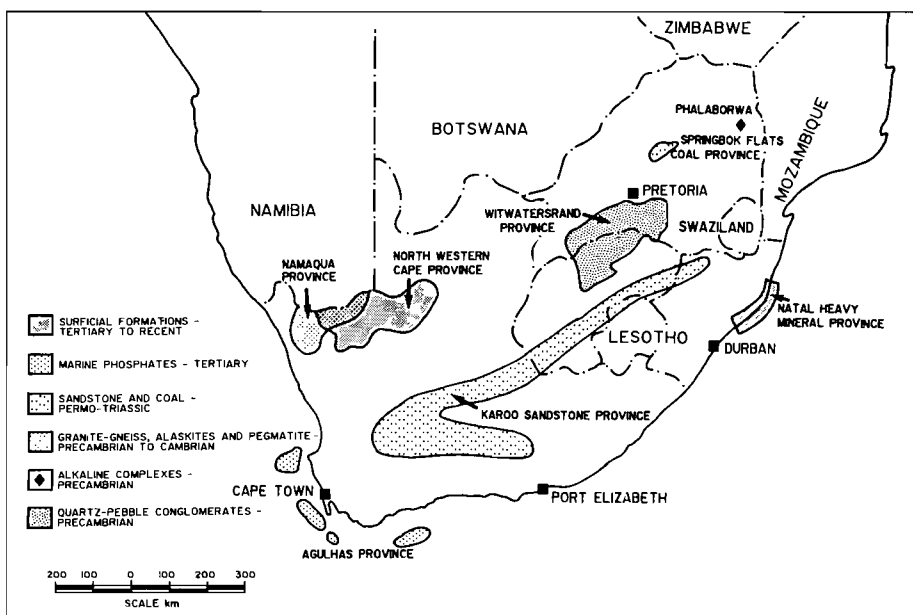 ZIMBABWE
PHALABORWA
BOTSWANA
SPRINGBOK FLATS
COAL PROVINCE
MOZAMBIQUE
PRETORIA
NAMIBIA
WITWATERSRAND
PROVINCE
SWAZILAND
NAMAQUA
PROVINCE
NORTH WESTERN
CAPE PROVINCE
NATAL HEAVY
MINERAL PROVINCE
LESOTHO
DURBAN
KAROO SANDSTONE PROVINCE
CAPE TOWN
PORT ELIZABETH
AGULHAS PROVINCE
SURFICIAL FORMATIONS -
TERTIARY TO RECENT
MARINE PHOSPHATES - TERTIARY
SANDSTONE AND COAL -
PERMO-TRIASSIC
GRANITE-GNEISS, ALASKITES AND PEGMATITE-
PRECAMBRIAN TO CAMBRIAN
ALKALINE COMPLEXES -
PRECAMBRIAN
QUARTZ-PEBBLE CONGLOMERATES -
PRECAMBRIAN
200 100 0 100 200 300
SCALE km